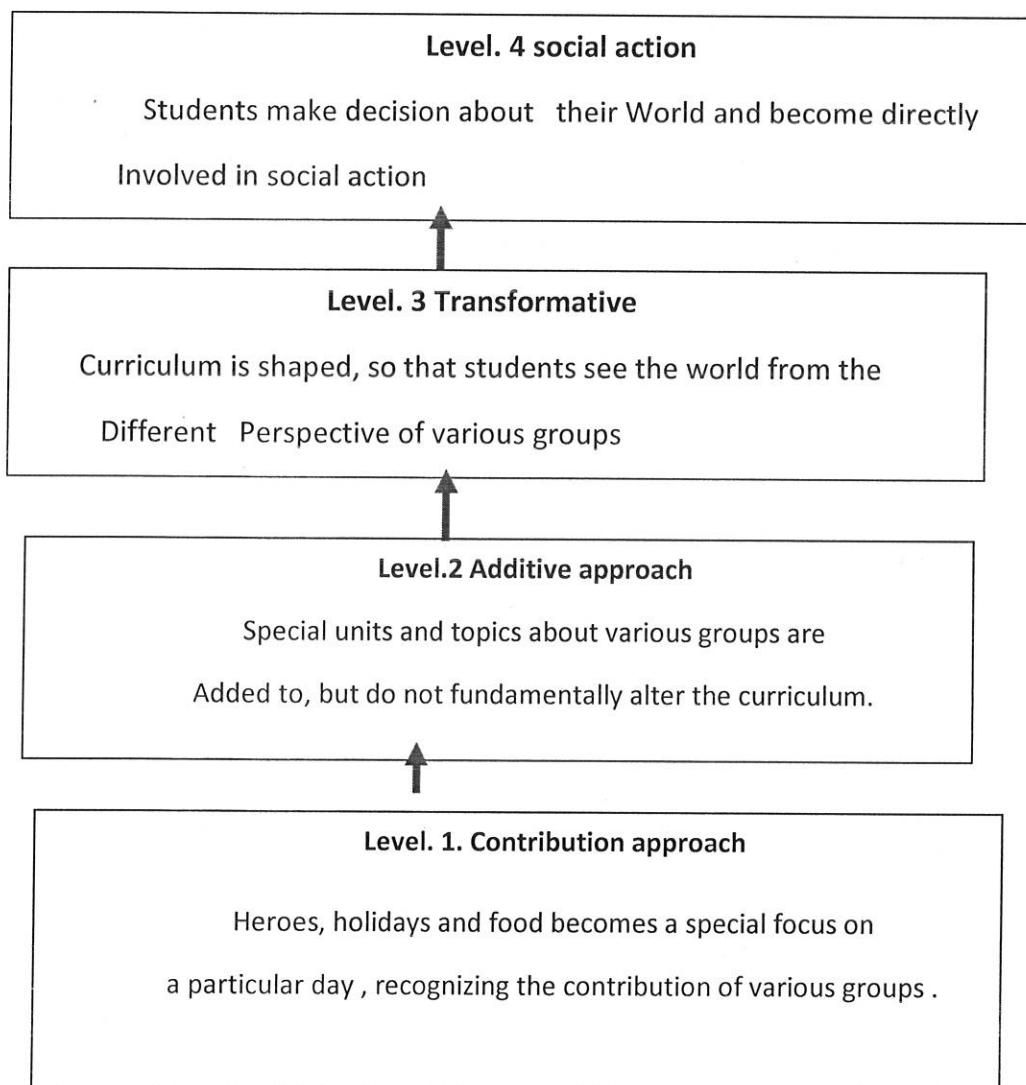 Level. 4 social action
Students make decision about their World and become directly
Involved in social action
Level. 3 Transformative
Curriculum is shaped, so that students see the world from the
Different Perspective of various groups
Level.2 Additive approach
Special units and topics about various groups are
Added to, but do not fundamentally alter the curriculum.
Level. 1. Contribution approach
Heroes, holidays and food becomes a special focus on
a particular day , recognizing the contribution of various groups .